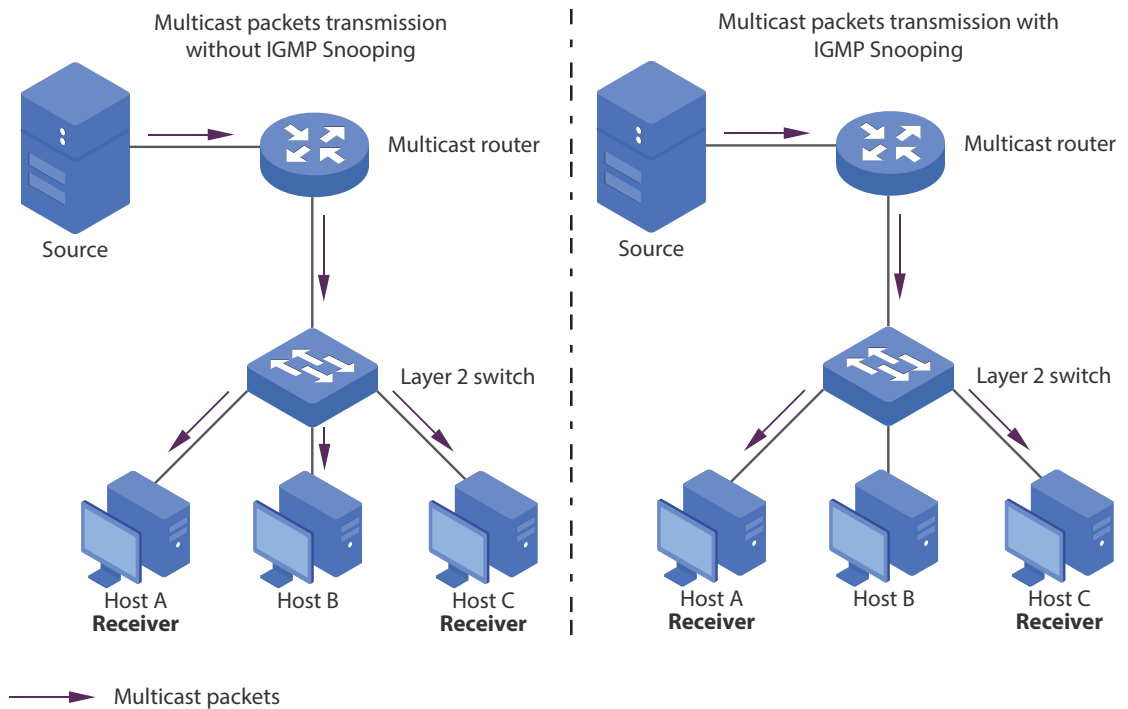 Multicast packets transmission
without IGMP Snooping
Source
Multicast router
Layer 2 switch
Host A
Receiver
Host B
Host C
Receiver
Multicast packets transmission with
IGMP Snooping
Source
Multicast router
Layer 2 switch
Host A
Receiver
Host B
Host C
Receiver
Multicast packets